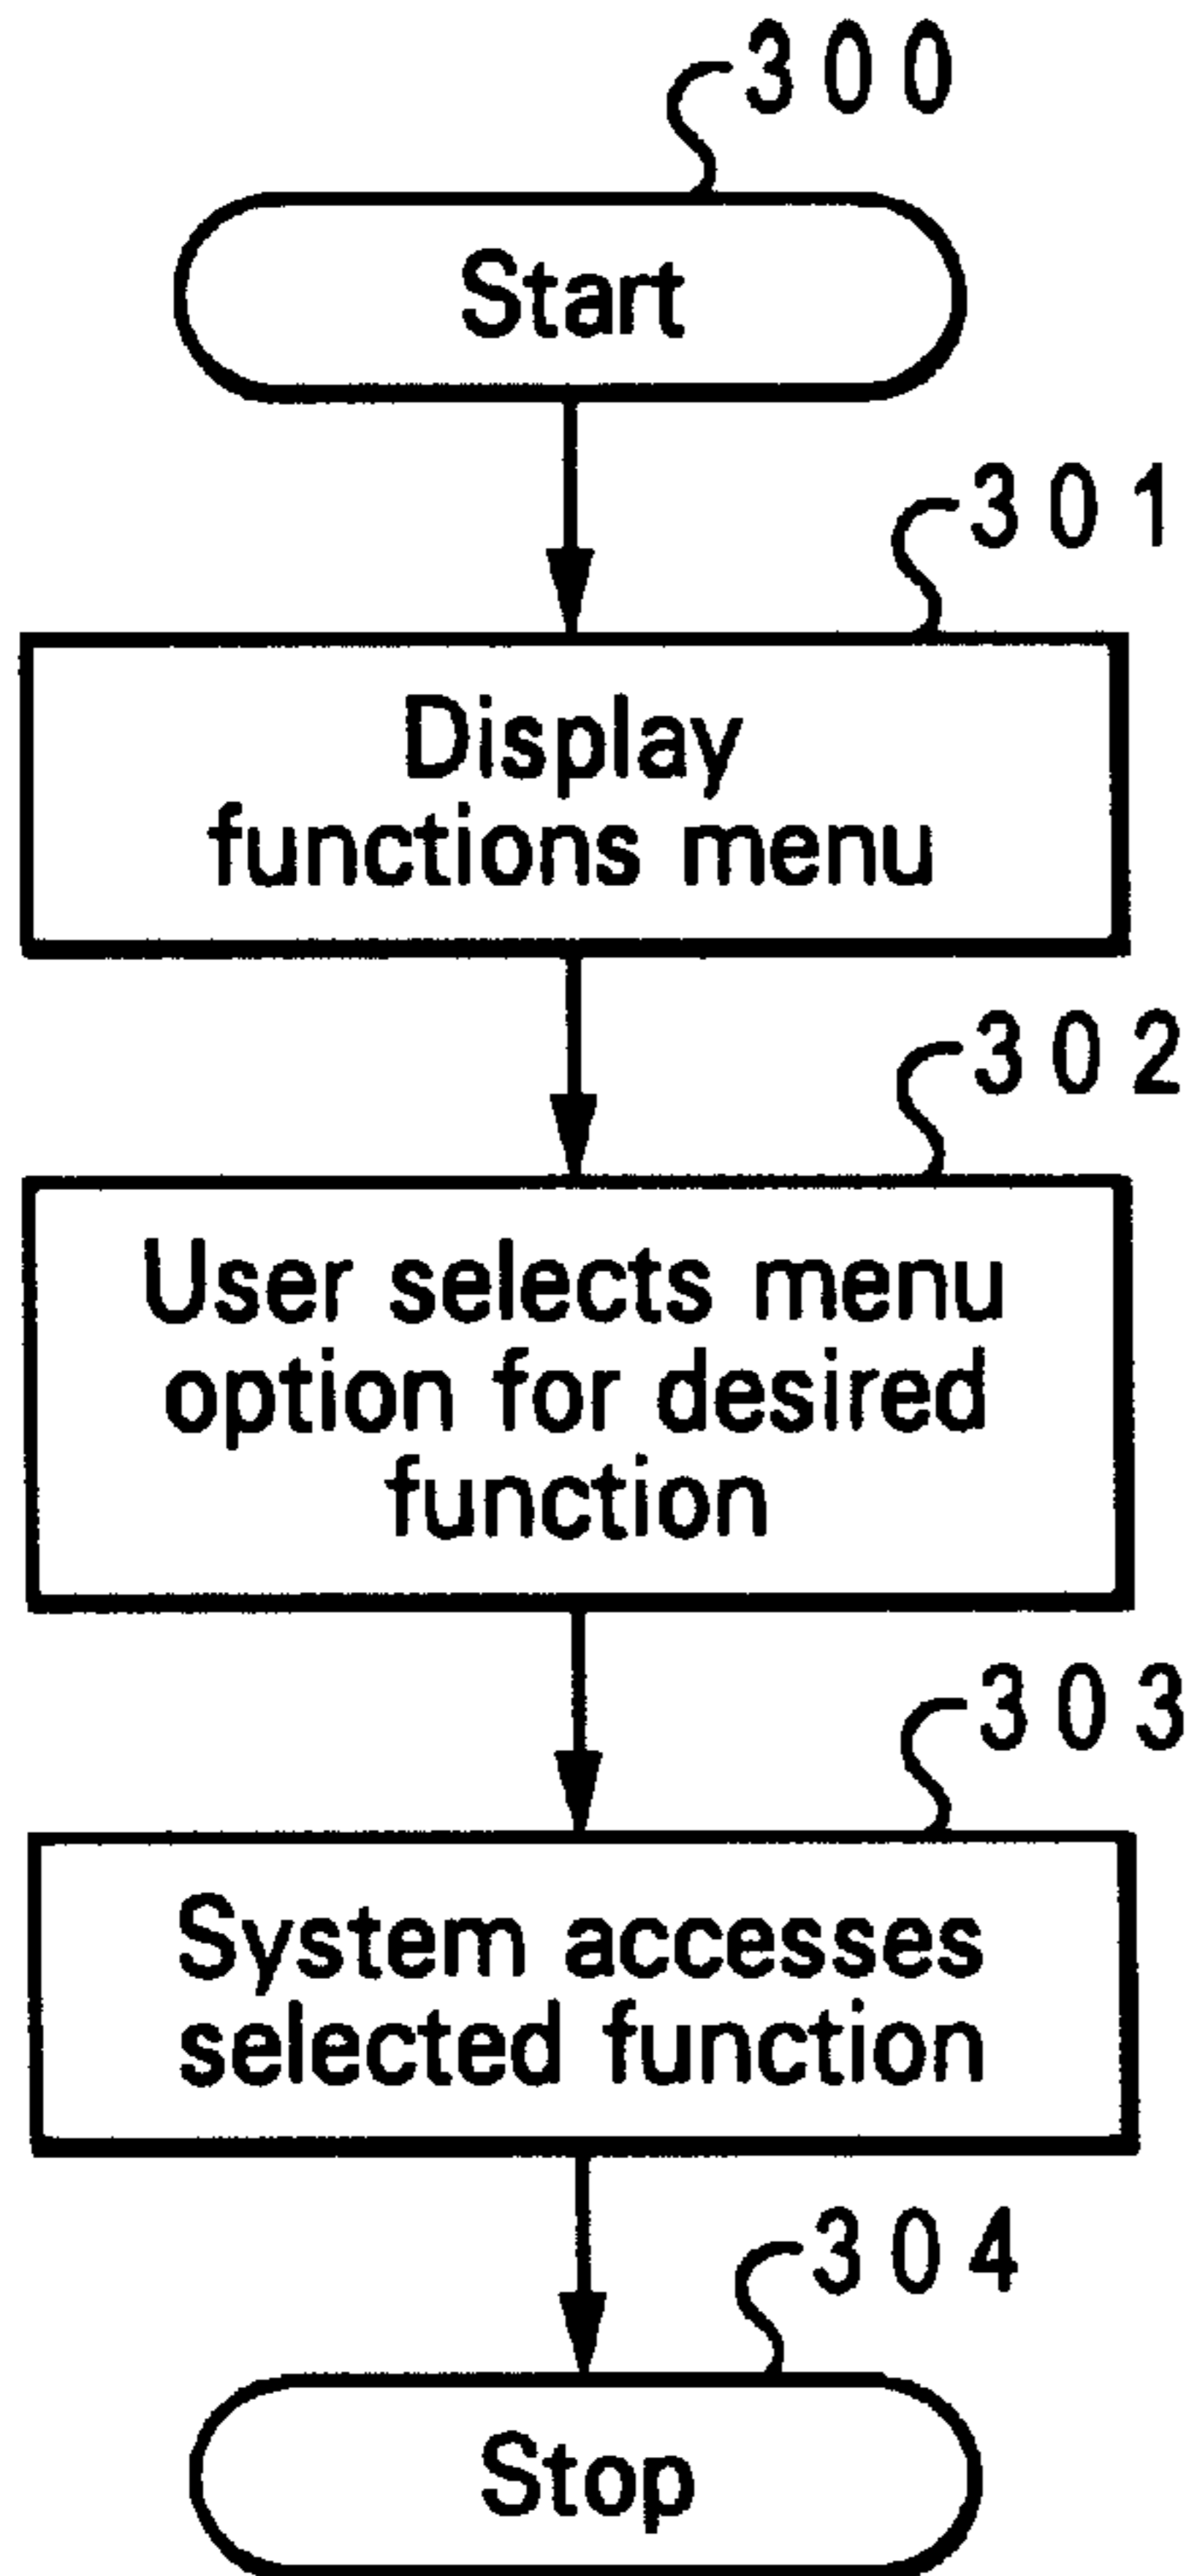 300
Start
301
Display
functions menu
302
User selects menu
option for desired
function
303
System accesses
selected function
304
Stop